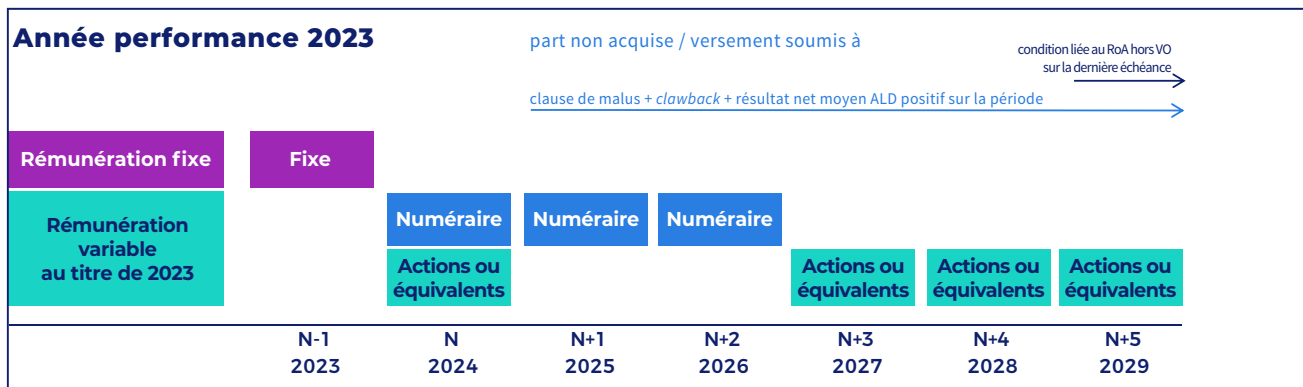 Année performance 2023
part non acquise / versement soumis à
condition liée au RoA hors VO
sur la dernière échéance
clause de malus + clawback + résultat net moyen ALD positif sur la période
Rémunération fixe
Fixe
Rémunération
variable
au titre de 2023
Numéraire
Numéraire
Numéraire
Actions ou
équivalents
Actions ou
équivalents
Actions ou
équivalents
Actions ou
équivalents
N-1
2023
N
2024
N+1
2025
N+2
2026
N+3
2027
N+4
2028
N+5
2029